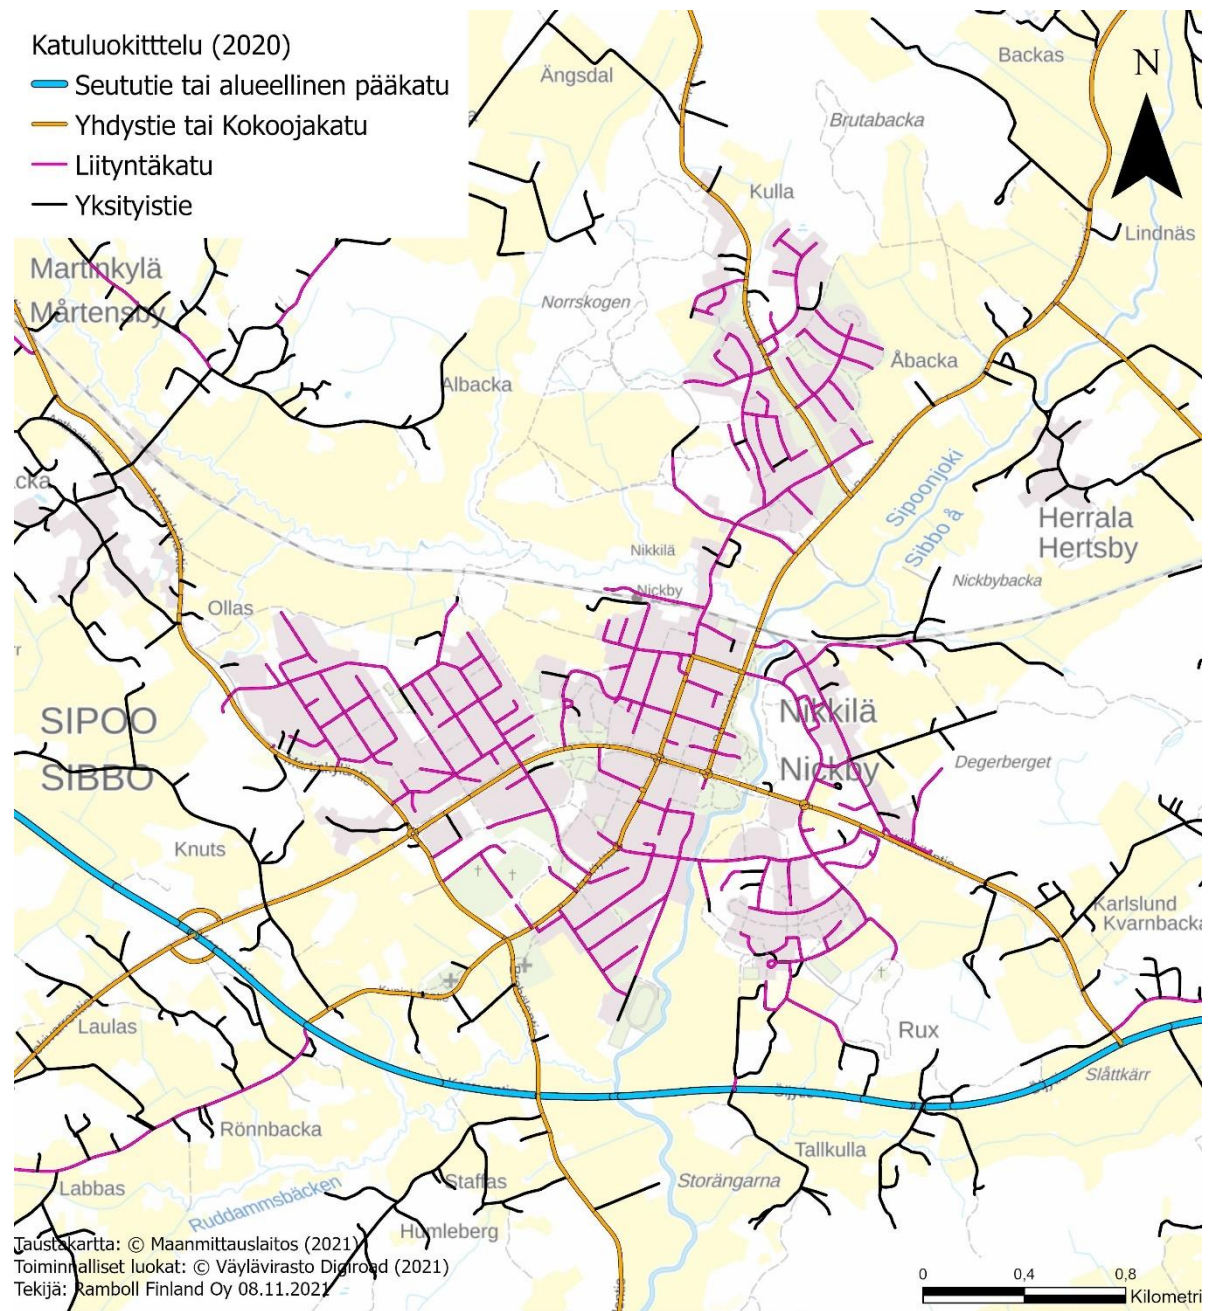 Katuluokitttelu (2020)
Seututie tai alueellinen pääkatu
Yhdystie tai Kokoojakatu
Liityntäkatu
Yksityistie
N
Ängsdal
Backas
Brutabacka
Kulla
Lindnäs
Martinkylä
Mårtensby
Norrskogen
Albacka
Åbacka
Sipoonjoki
Sibbo å
Herrala
Hertsby
Nikkilä
Nickby
Nickbybacka
Ollas
SIPOO
SIBBO
Nikkilä
Nickby
Degerberget
Knuts
Karlslund
Kvarnbacka
Laulas
Rux
Slåttkärr
Rönnbacka
Tallkulla
Labbas
Staffas
Storängarna
Ruddammsbäcken
Humleberg
Taustakartta: © Maanmittauslaitos (2021)
Toiminnalliset luokat: © Väylävirasto Digiroad (2021)
Tekijä: Ramboll Finland Oy 08.11.2021
0 0,4 0,8
Kilometri